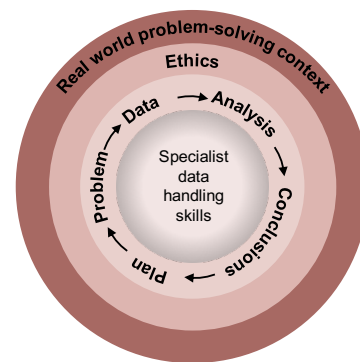 Real world problem-solving context
Ethics
Data
Analysis
Conclusions
Plan
Problem
Specialist
data
handling
skills